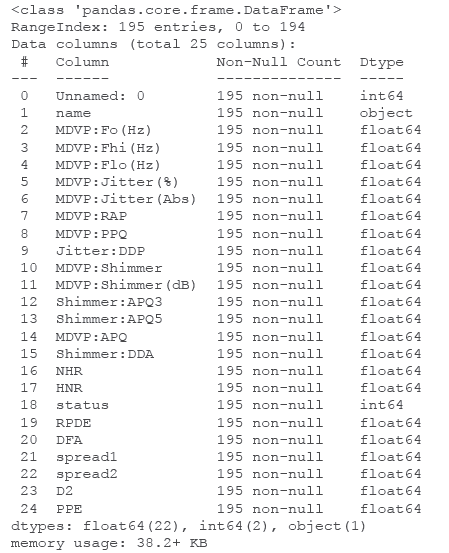 <class 'pandas.core.frame.DataFrame'>
RangeIndex: 195 entries, 0 to 194
Data columns (total 25 columns):
 #   Column            Non-Null Count  Dtype
---  ------            --------------  -----
 0   Unnamed: 0        195 non-null    int64
 1   name              195 non-null    object
 2   MDVP:Fo(Hz)       195 non-null    float64
 3   MDVP:Fhi(Hz)      195 non-null    float64
 4   MDVP:Flo(Hz)      195 non-null    float64
 5   MDVP:Jitter(%)    195 non-null    float64
 6   MDVP:Jitter(Abs)  195 non-null    float64
 7   MDVP:RAP          195 non-null    float64
 8   MDVP:PPQ          195 non-null    float64
 9   Jitter:DDP        195 non-null    float64
 10  MDVP:Shimmer      195 non-null    float64
 11  MDVP:Shimmer(dB)  195 non-null    float64
 12  Shimmer:APQ3      195 non-null    float64
 13  Shimmer:APQ5      195 non-null    float64
 14  MDVP:APQ          195 non-null    float64
 15  Shimmer:DDA       195 non-null    float64
 16  NHR               195 non-null    float64
 17  HNR               195 non-null    float64
 18  status            195 non-null    int64
 19  RPDE              195 non-null    float64
 20  DFA               195 non-null    float64
 21  spread1           195 non-null    float64
 22  spread2           195 non-null    float64
 23  D2                195 non-null    float64
 24  PPE               195 non-null    float64
dtypes: float64(22), int64(2), object(1)
memory usage: 38.2+ KB